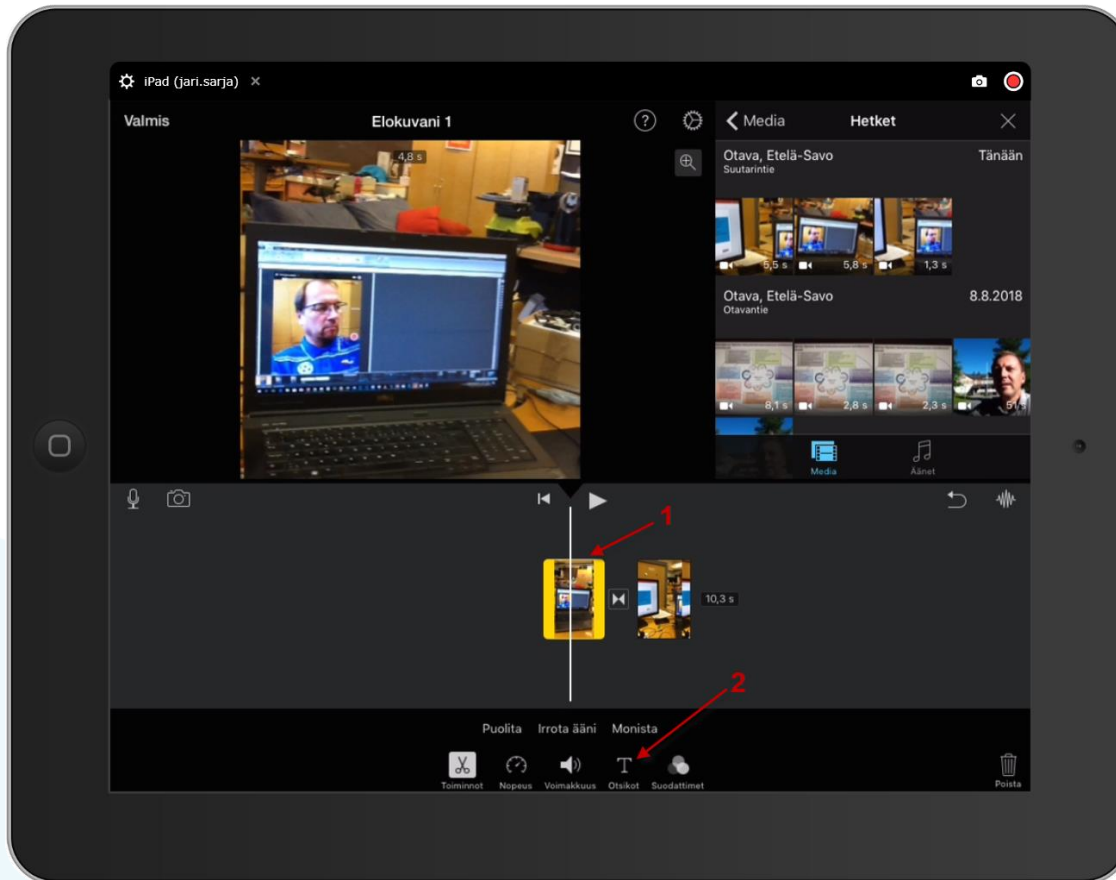 iPad (jari.sarja) ×
Valmis
Elokuvani 1
?
4,8 s
Media
Hetket
Otava, Etelä-Savo
Tänään
Suutarintie
5,5 s
5,8 s
1,3 s
Otava, Etelä-Savo
8.8.2018
Otavantie
8,1 s
2,8 s
2,3 s
Media
Äänet
1
10,3 s
2
Puolita
Irrota ääni
Monista
Toiminnot
Nopeus
Voimakkuus
T
Otsikot
Suodattimet
Poista